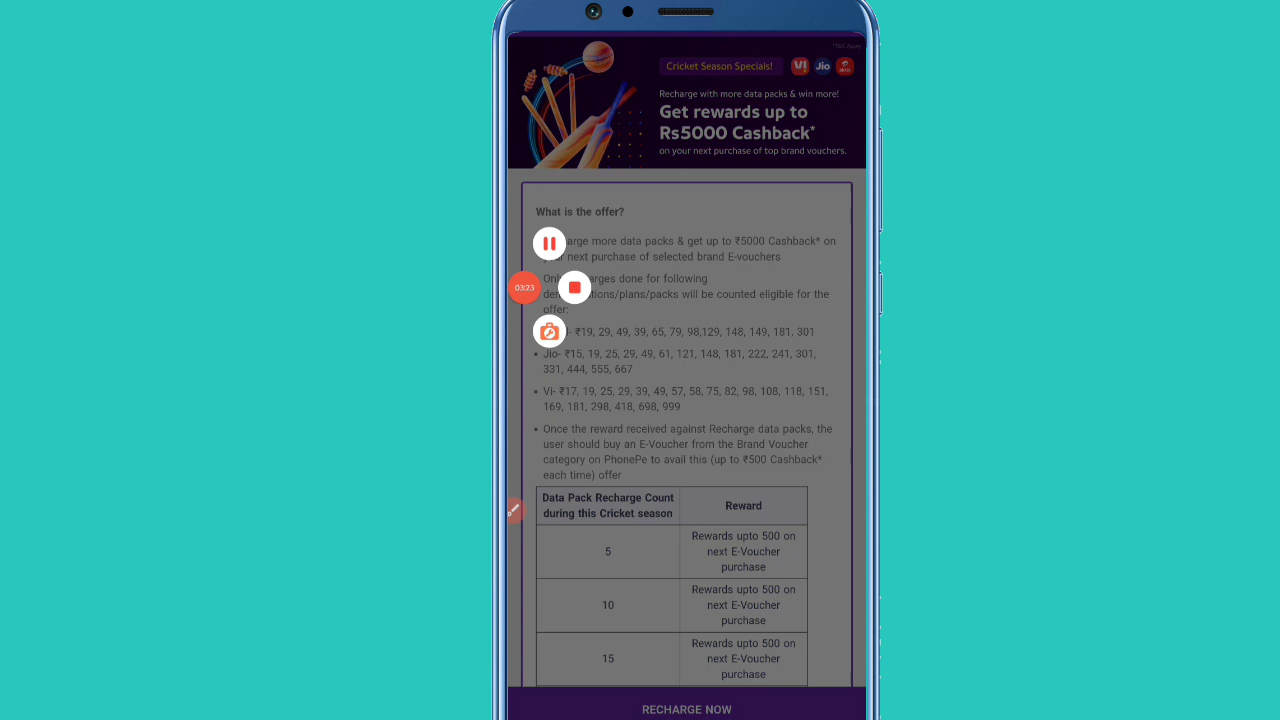 *T&C Apply
Cricket Season Specials!
Jio
airtel
Recharge with more data packs & win more!
Get rewards up to
Rs5000 Cashback*
on your next purchase of top brand vouchers.
What is the offer?
arge more data packs & get up to ₹5000 Cashback* on
next purchase of selected brand E-vouchers
arges done for following
tions/plans/packs will be counted eligible for the
offer:
- ₹19, 29, 49, 39, 65, 79, 98,129, 148, 149, 181, 301
• Jio- ₹15, 19, 25, 29, 49, 61, 121, 148, 181, 222, 241, 301,
331, 444, 555, 667
• Vi- ₹17, 19, 25, 29, 39, 49, 57, 58, 75, 82, 98, 108, 118, 151,
169, 181, 298, 418, 698, 999
• Once the reward received against Recharge data packs, the
user should buy an E-Voucher from the Brand Voucher
category on PhonePe to avail this (up to ₹500 Cashback*
each time) offer
03:23
Data Pack Recharge Count
during this Cricket season
Reward
5
Rewards upto 500 on
next E-Voucher
purchase
10
Rewards upto 500 on
next E-Voucher
purchase
15
Rewards upto 500 on
next E-Voucher
purchase
RECHARGE NOW